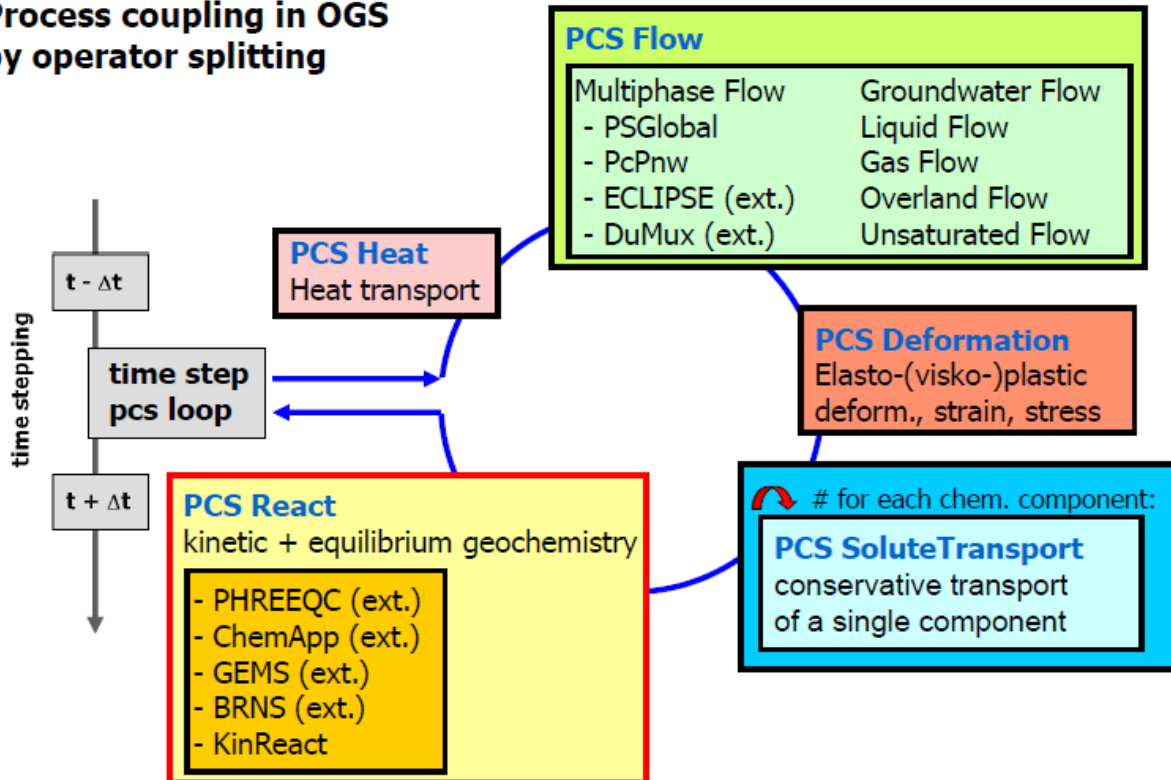 Process coupling in OGS
by operator splitting
PCS Flow
Multiphase Flow
- PSGlobal
- PcPnw
- ECLIPSE (ext.)
- DuMux (ext.)
Groundwater Flow
Liquid Flow
Gas Flow
Overland Flow
Unsaturated Flow
PCS Heat
Heat transport
time stepping
t - Δt
time step
pcs loop
t + Δt
PCS Deformation
Elasto-(visko-)plastic
deform., strain, stress
# for each chem. component:
PCS SoluteTransport
conservative transport
of a single component
PCS React
kinetic + equilibrium geochemistry
- PHREEQC (ext.)
- ChemApp (ext.)
- GEMS (ext.)
- BRNS (ext.)
- KinReact